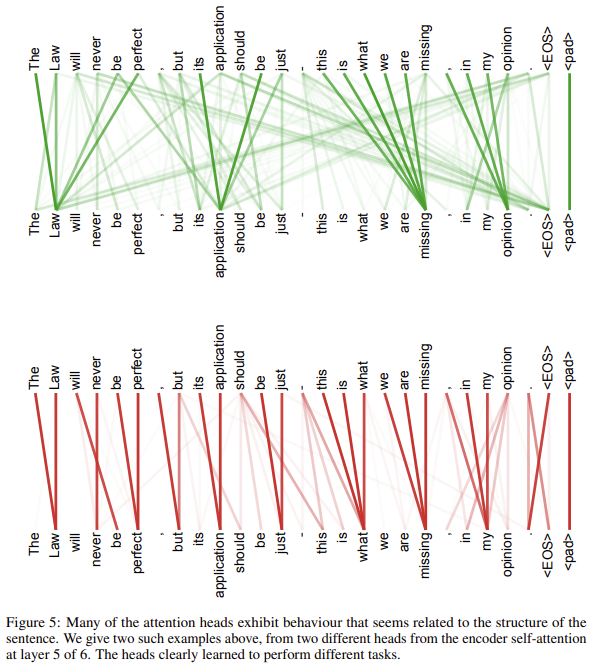 The Law will never be perfect , but its application should be just - this is what we are missing , in my opinion . <EOS> <pad>
The Law will never be perfect , but its application should be just - this is what we are missing , in my opinion . <EOS> <pad>
The Law will never be perfect , but its application should be just - this is what we are missing , in my opinion . <EOS> <pad>
The Law will never be perfect , but its application should be just - this is what we are missing , in my opinion . <EOS> <pad>
Figure 5: Many of the attention heads exhibit behaviour that seems related to the structure of the
sentence. We give two such examples above, from two different heads from the encoder self-attention
at layer 5 of 6. The heads clearly learned to perform different tasks.